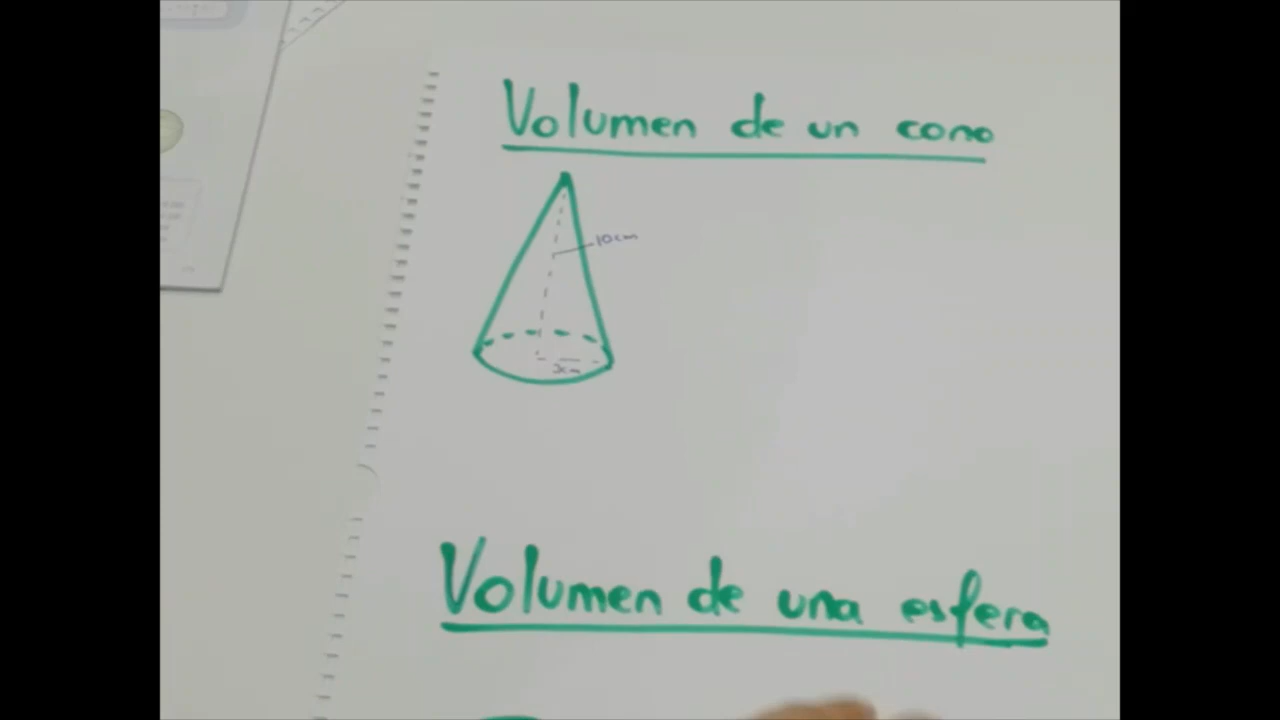 Volumen de un cono
10cm
Volumen de una esfera